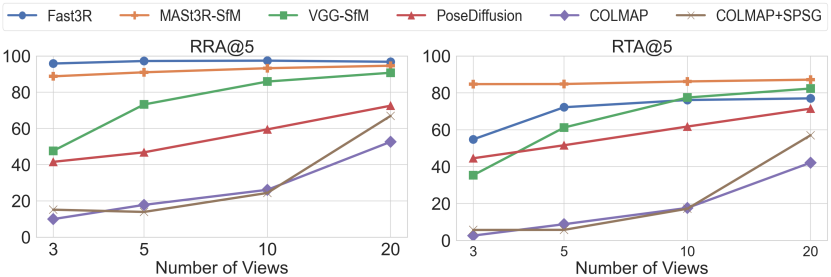 Fast3R MASt3R-SfM VGG-SfM PoseDiffusion COLMAP COLMAP+SPSG
RRA@5
100
80
60
40
20
0
3 5 10 20
Number of Views
RTA@5
100
80
60
40
20
0
3 5 10 20
Number of Views